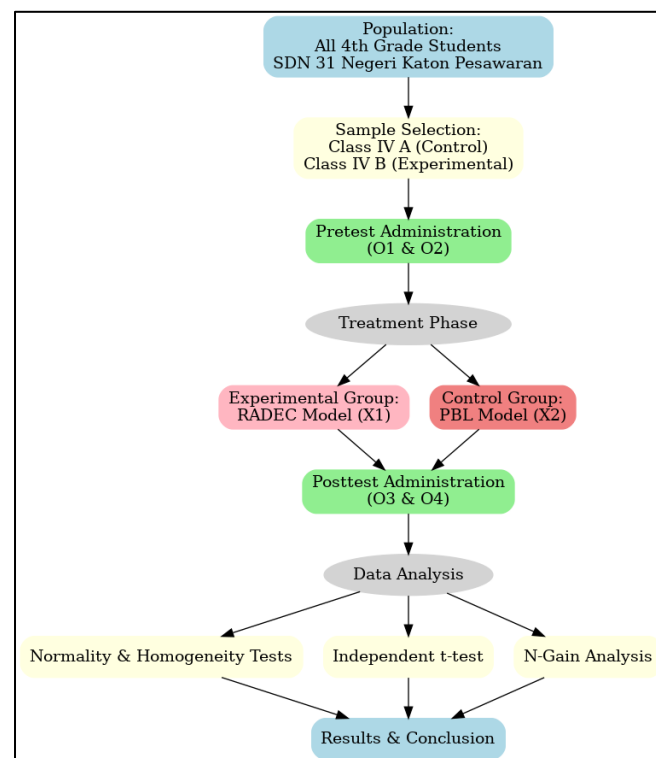 Population:
All 4th Grade Students
SDN 31 Negeri Katon Pesawaran
Sample Selection:
Class IV A (Control)
Class IV B (Experimental)
Pretest Administration
(O1 & O2)
Treatment Phase
Experimental Group:
RADEC Model (X1)
Control Group:
PBL Model (X2)
Posttest Administration
(O3 & O4)
Data Analysis
Normality & Homogeneity Tests
Independent t-test
N-Gain Analysis
Results & Conclusion